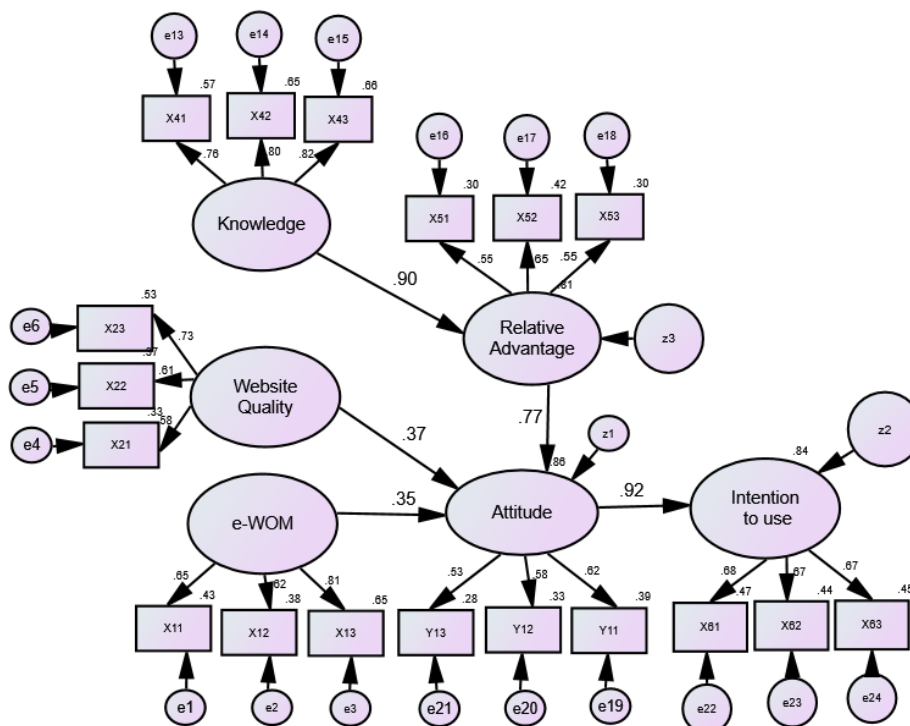 e13
e14
e15
.57
.65
.66
X41
X42
X43
.76
.80
.82
e16
e17
e18
.30
.42
.30
X51
X52
X53
Knowledge
.55
.65
.55
.81
.90
.53
e6
X23
.73
Relative
Advantage
z3
.37
e5
X22
.61
Website
Quality
.33
.58
e4
X21
.37
.77
z1
z2
.86
.84
e-WOM
.35
Attitude
.92
Intention
to use
.65
.62
.81
.53
.58
.62
.68
.67
.67
.43
.38
.65
.28
.33
.39
.47
.44
.45
X11
X12
X13
Y13
Y12
Y11
X61
X62
X63
e1
e2
e3
e21
e20
e19
e22
e23
e24